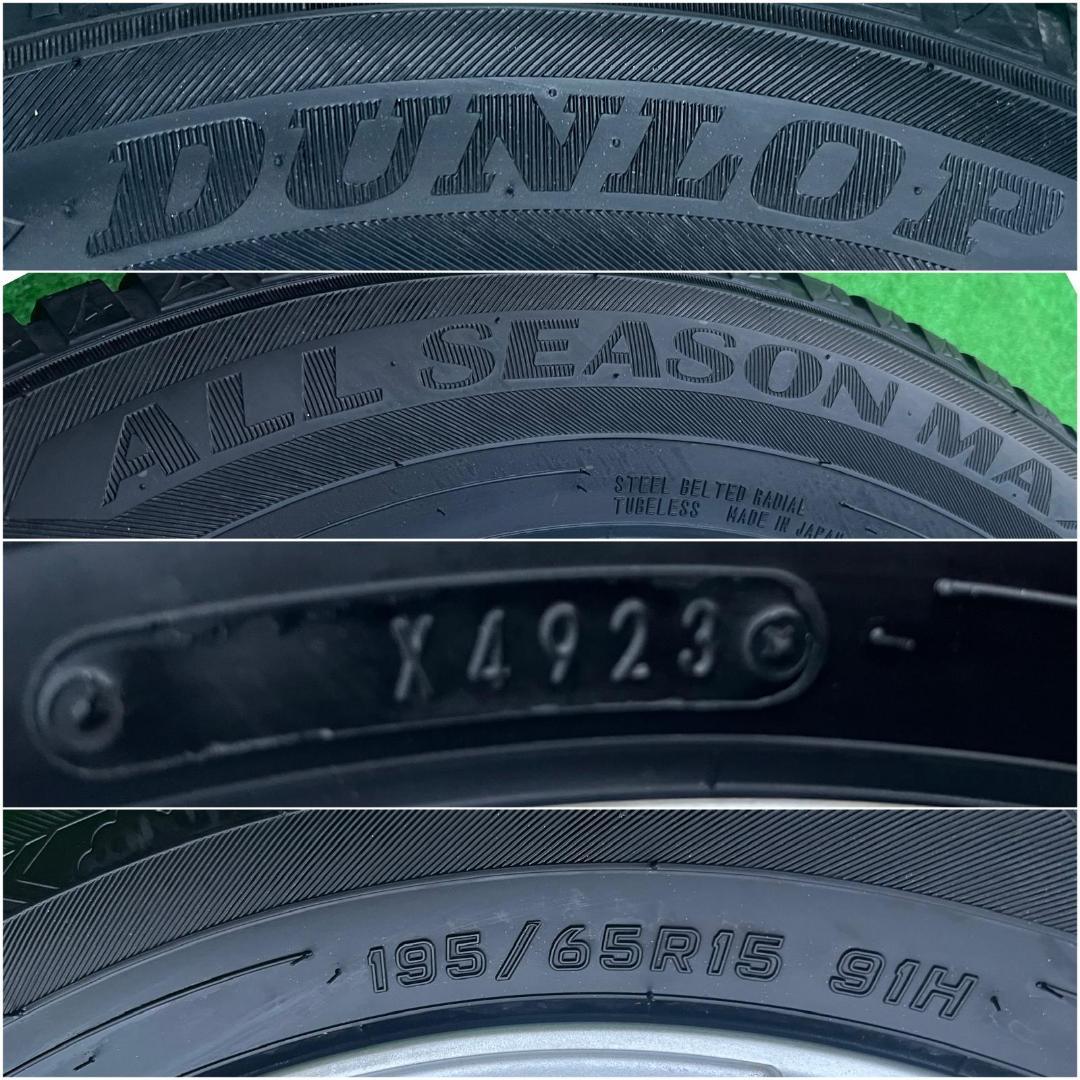 DUNLOP
ALL SEASON MA
STEEL BELTED RADIAL
TUBELESS MADE IN JAPAN
X4923
195/65R15 91H